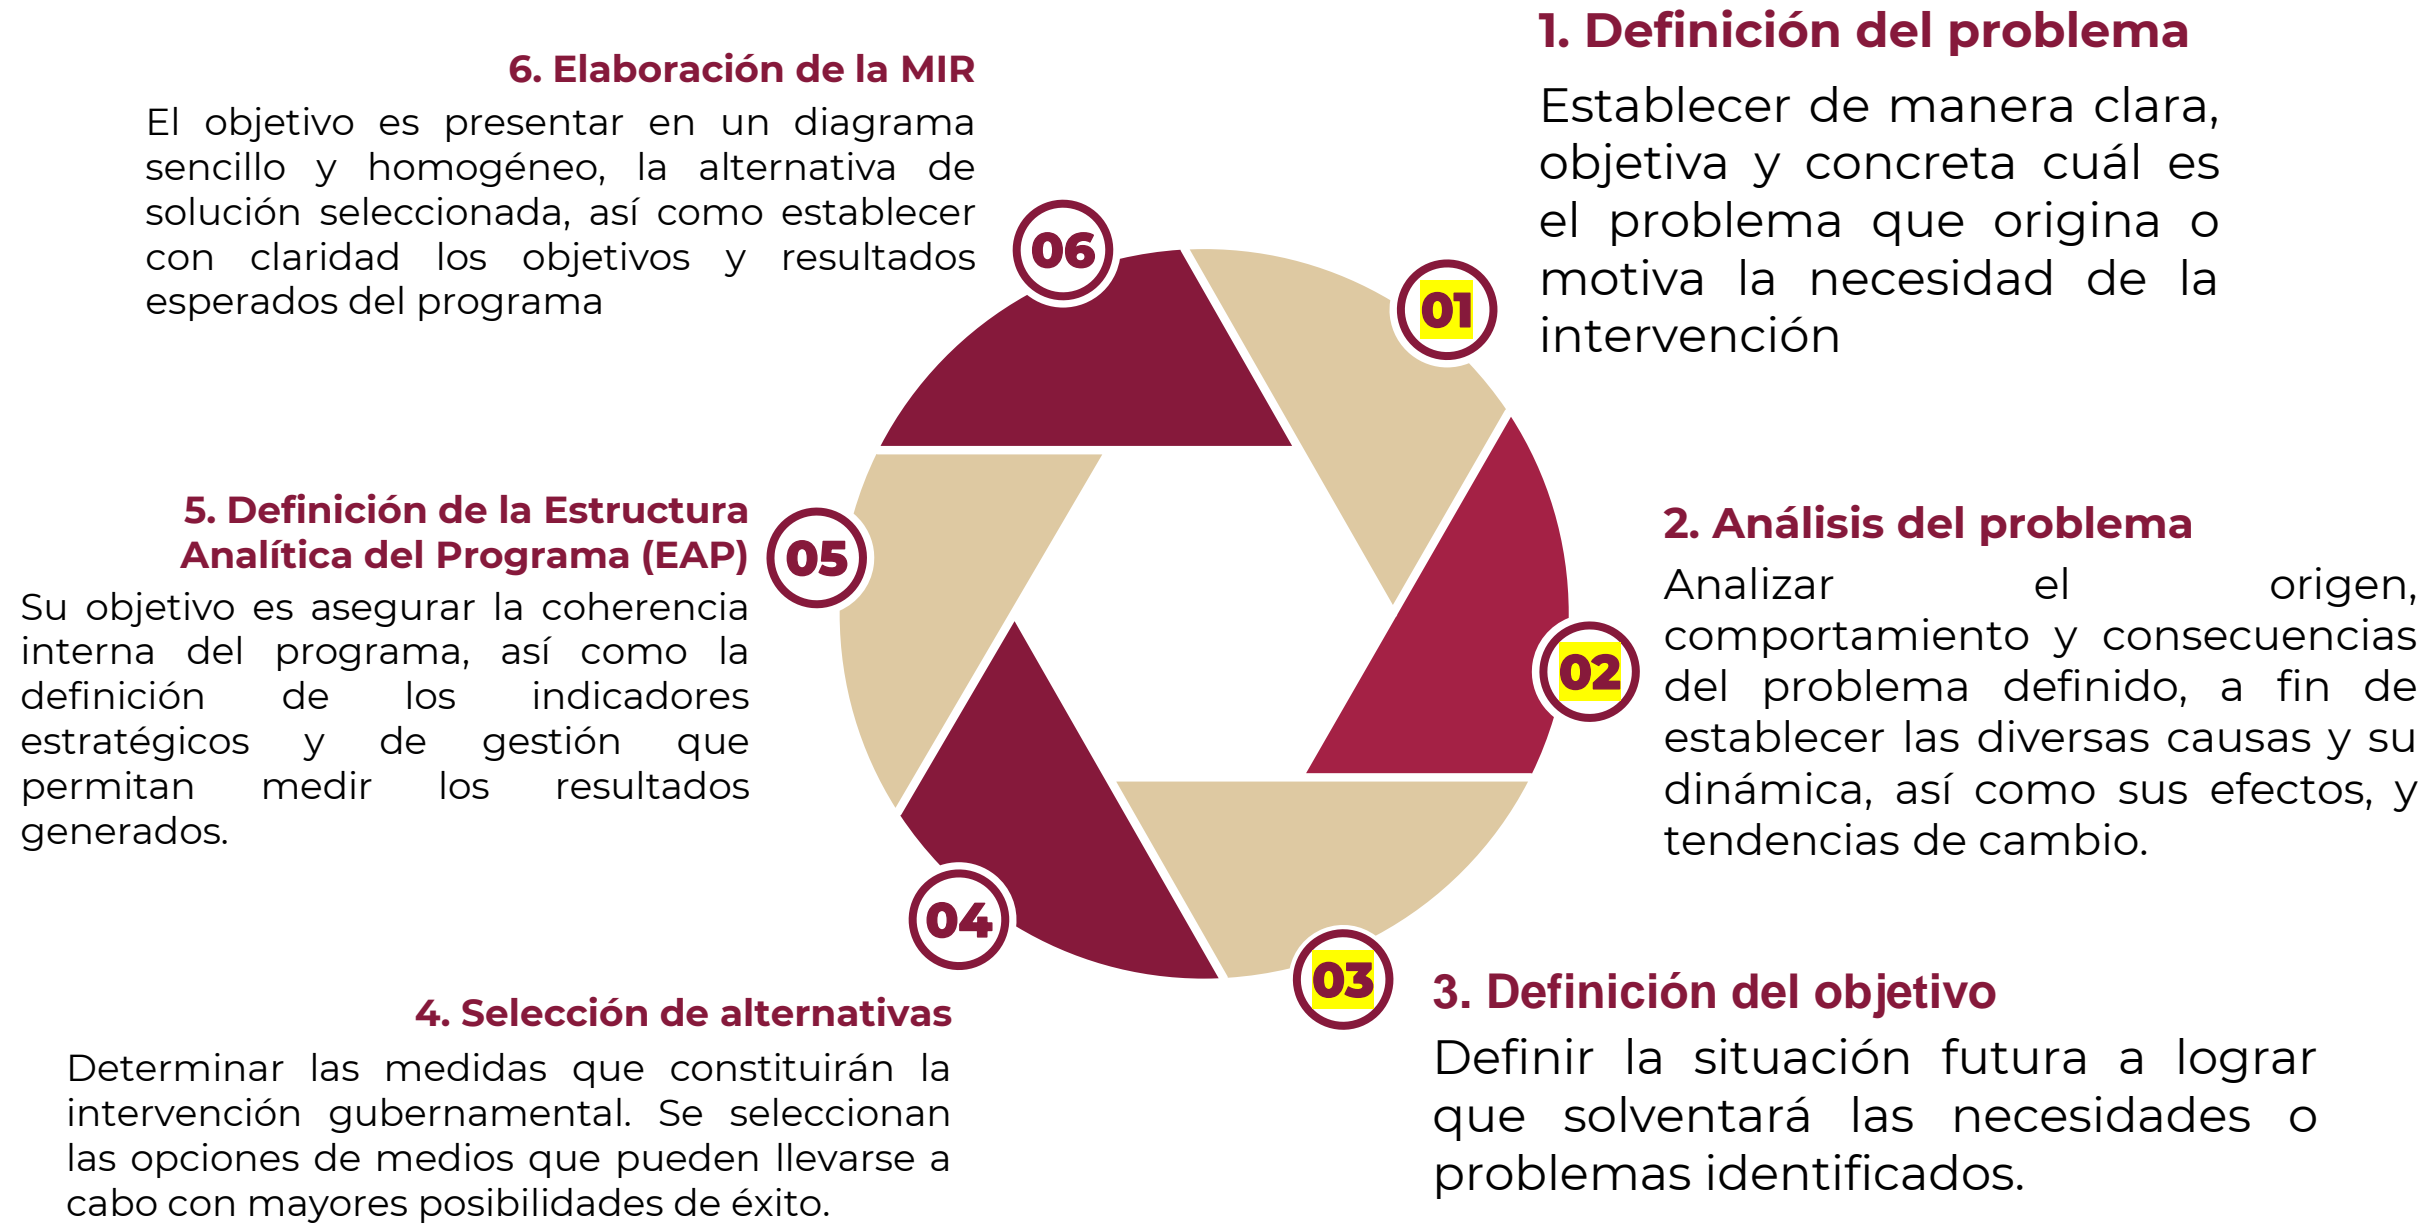 1. Definición del problema
Establecer de manera clara,
objetiva y concreta cuál es
el problema que origina o
motiva la necesidad de la
intervención
01
2. Análisis del problema
Analizar el origen,
comportamiento y consecuencias
del problema definido, a fin de
establecer las diversas causas y su
dinámica, así como sus efectos, y
tendencias de cambio.
02
3. Definición del objetivo
Definir la situación futura a lograr
que solventará las necesidades o
problemas identificados.
03
4. Selección de alternativas
Determinar las medidas que constituirán la
intervención gubernamental. Se seleccionan
las opciones de medios que pueden llevarse a
cabo con mayores posibilidades de éxito.
04
5. Definición de la Estructura
Analítica del Programa (EAP)
Su objetivo es asegurar la coherencia
interna del programa, así como la
definición de los indicadores
estratégicos y de gestión que
permitan medir los resultados
generados.
05
6. Elaboración de la MIR
El objetivo es presentar en un diagrama
sencillo y homogéneo, la alternativa de
solución seleccionada, así como establecer
con claridad los objetivos y resultados
esperados del programa
06